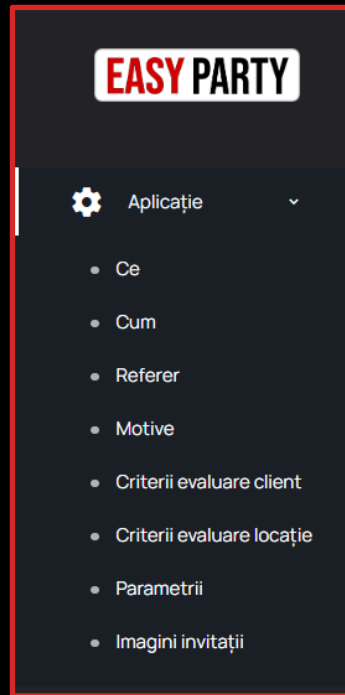 EASY PARTY
Aplicație
Ce
Cum
Referer
Motive
Criterii evaluare client
Criterii evaluare locație
Parametrii
Imagini invitații